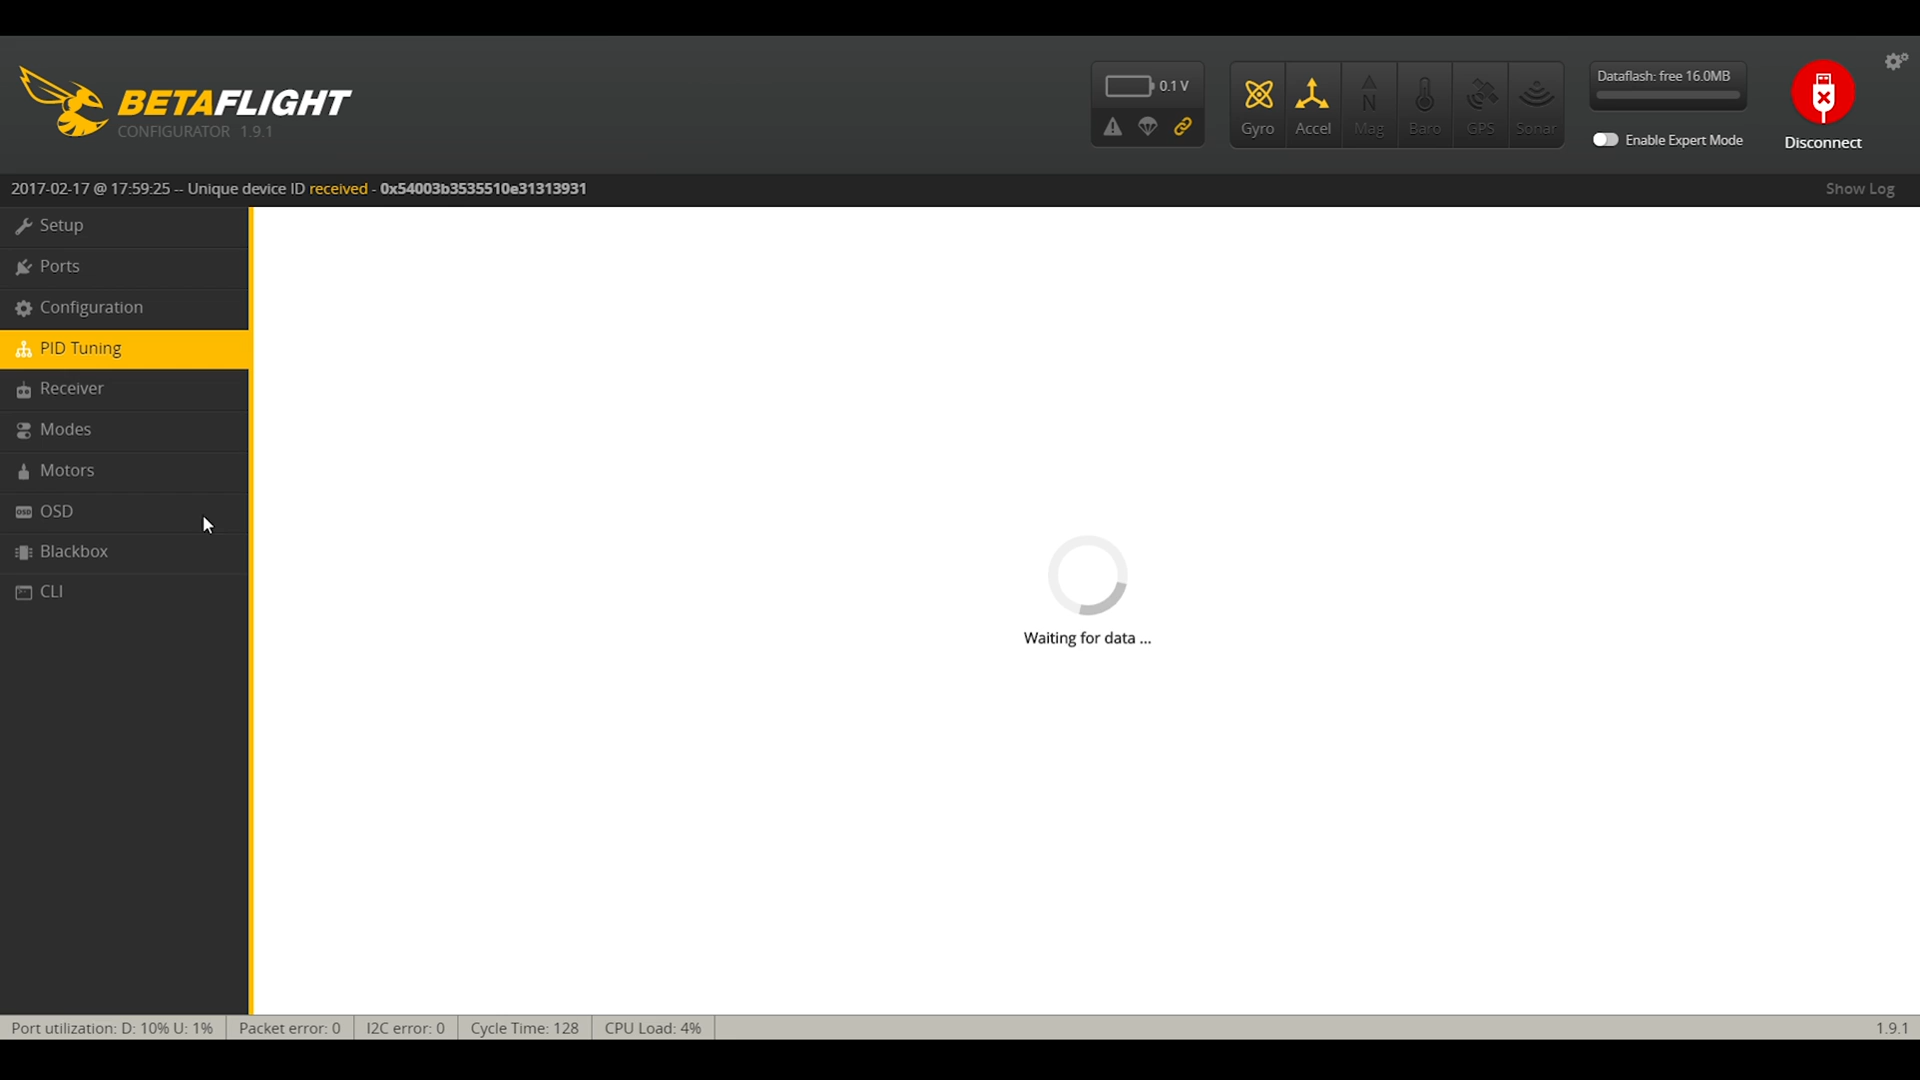 BETAFLIGHT
CONFIGURATOR 1.9.1
0.1 V
Gyro
Accel
Mag
Baro
GPS
Sonar
Dataflash: free 16.0MB
Enable Expert Mode
Disconnect
2017-02-17 @ 17:59:25 -- Unique device ID received - 0x54003b3535510e31313931
Show Log
Setup
Ports
Configuration
PID Tuning
Receiver
Modes
Motors
OSD
Blackbox
CLI
Waiting for data ...
Port utilization: D: 10% U: 1%
Packet error: 0
I2C error: 0
Cycle Time: 128
CPU Load: 4%
1.9.1